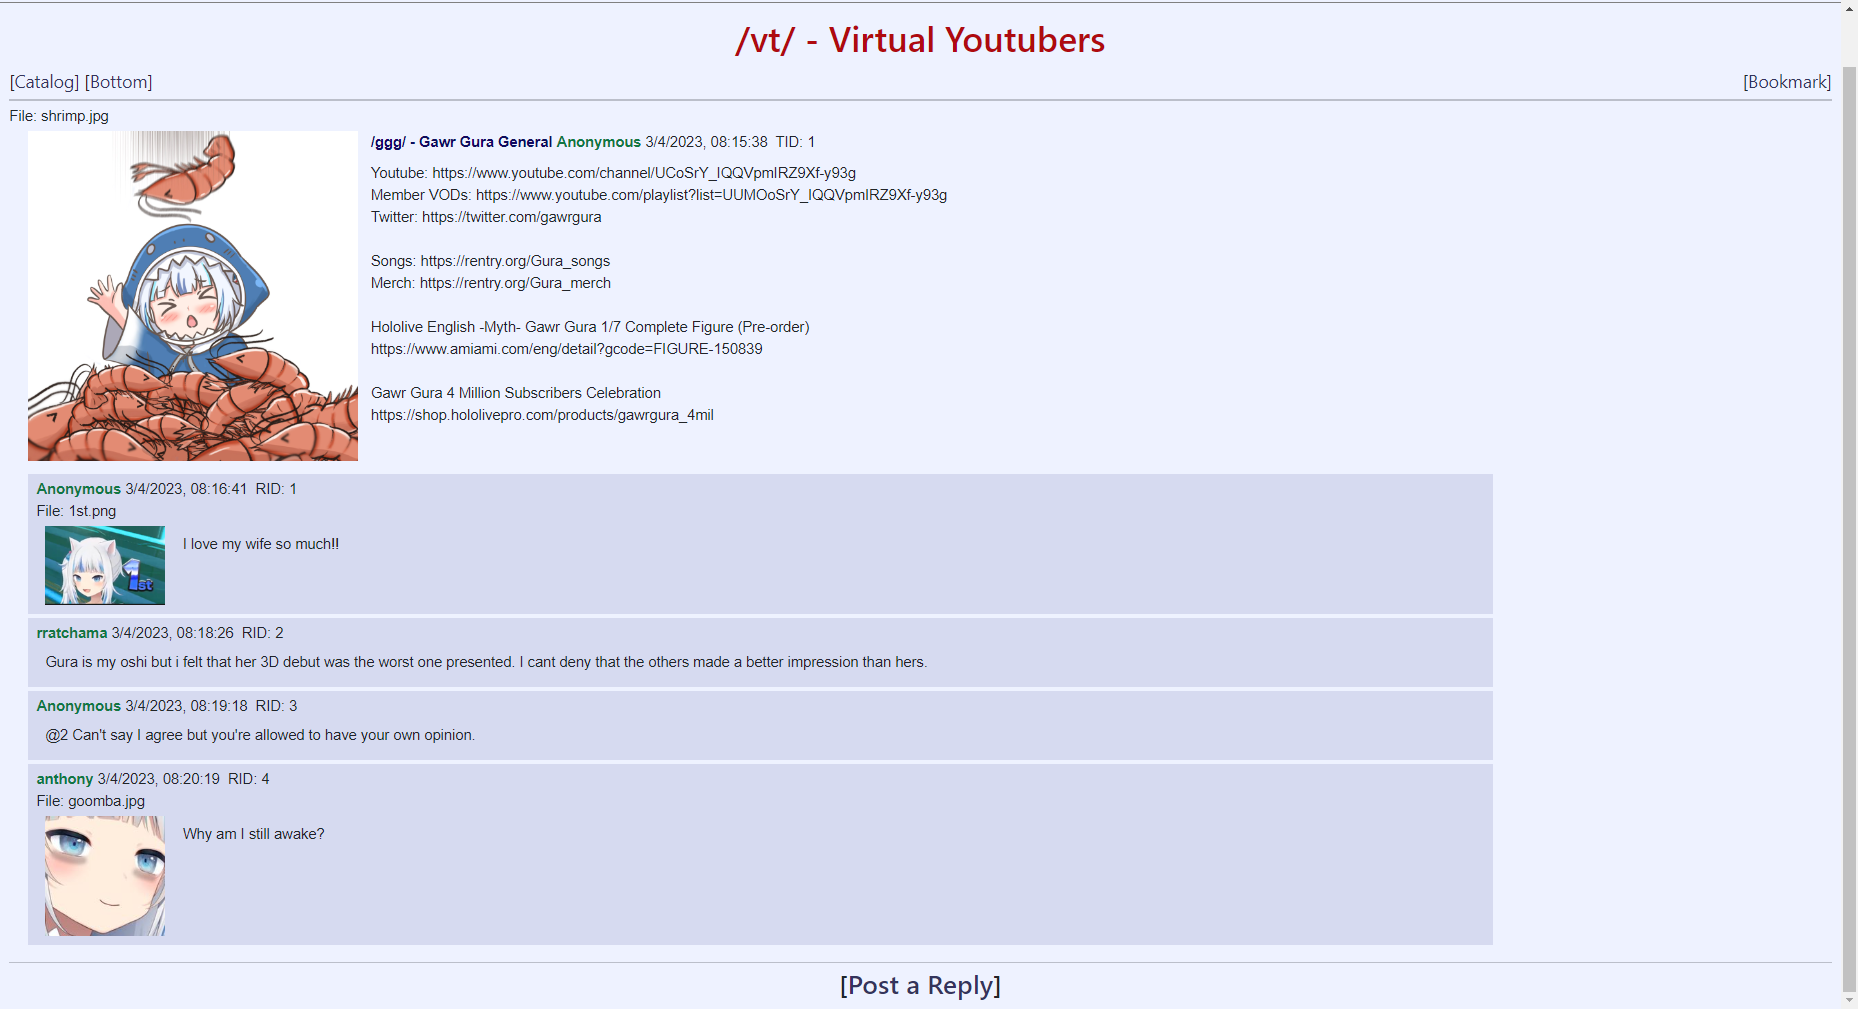 /vt/ - Virtual Youtubers
[Catalog] [Bottom]
[Bookmark]
File: shrimp.jpg
/ggg/ - Gawr Gura General Anonymous 3/4/2023, 08:15:38 TID: 1
Youtube: https://www.youtube.com/channel/UCoSrY_IQQVpmIRZ9Xf-y93g
Member VODs: https://www.youtube.com/playlist?list=UUMOoSrY_IQQVpmIRZ9Xf-y93g
Twitter: https://twitter.com/gawrgura
Songs: https://rentry.org/Gura_songs
Merch: https://rentry.org/Gura_merch
Hololive English -Myth- Gawr Gura 1/7 Complete Figure (Pre-order)
https://www.amiami.com/eng/detail?gcode=FIGURE-150839
Gawr Gura 4 Million Subscribers Celebration
https://shop.hololivepro.com/products/gawrgura_4mil
Anonymous 3/4/2023, 08:16:41 RID: 1
File: 1st.png
I love my wife so much!!
1st
rratchama 3/4/2023, 08:18:26 RID: 2
Gura is my oshi but i felt that her 3D debut was the worst one presented. I cant deny that the others made a better impression than hers.
Anonymous 3/4/2023, 08:19:18 RID: 3
@2 Can't say I agree but you're allowed to have your own opinion.
anthony 3/4/2023, 08:20:19 RID: 4
File: goomba.jpg
Why am I still awake?
[Post a Reply]